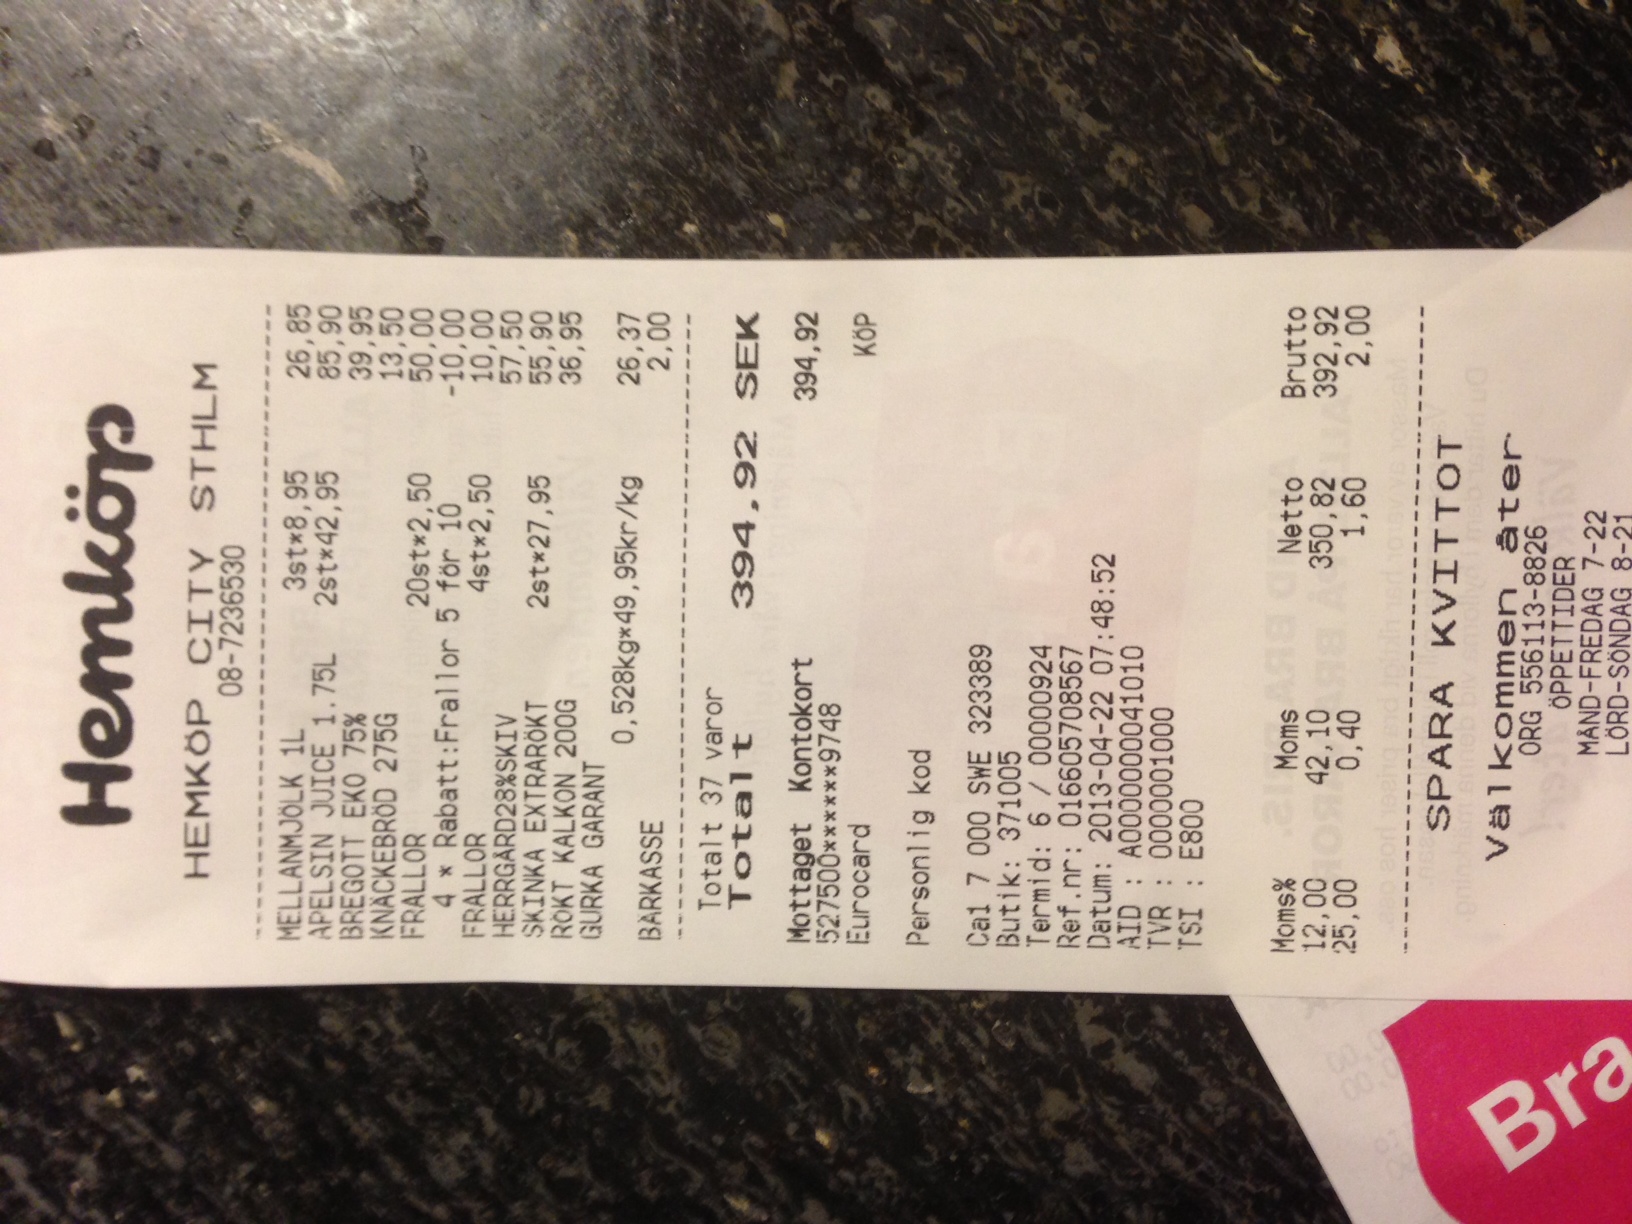 Hemköp
HEMKÖP CITY STHLM
08-7236530
MELLANMJÖLK 1L 3st*8,95 26,85
APELSIN JUICE 1.75L 2st*42,95 85,90
BREGOTT EKO 75% 39,95
KNÄCKEBRÖD 275G 13,50
FRALLOR 20st*2,50 50,00
4 * Rabatt:Frallor 5 för 10 -10,00
FRALLOR 4st*2,50 10,00
HERRGÅRD28%SKIV 57,50
SKINKA EXTRARÖKT 2st*27,95 55,90
RÖKT KALKON 200G 36,95
GURKA GARANT
0,528kg*49,95kr/kg 26,37
BÄRKASSE 2,00
Totalt 37 varor
Totalt 394,92 SEK
Mottaget Kontokort 394,92
527500******9748
Eurocard KÖP
Personlig kod
Ca1 7 000 SWE 323389
Butik: 371005
Termid: 6 / 00000924
Ref.nr: 016605708567
Datum: 2013-04-22 07:48:52
AID : A0000000041010
TVR : 0000001000
TSI : E800
Moms% Moms Netto Brutto
12,00 42,10 350,82 392,92
25,00 0,40 1,60 2,00
SPARA KVITTOT
Välkommen åter
ORG 556113-8826
ÖPPETTIDER
MÅND-FREDAG 7-22
LÖRD-SÖNDAG 8-21
Bra